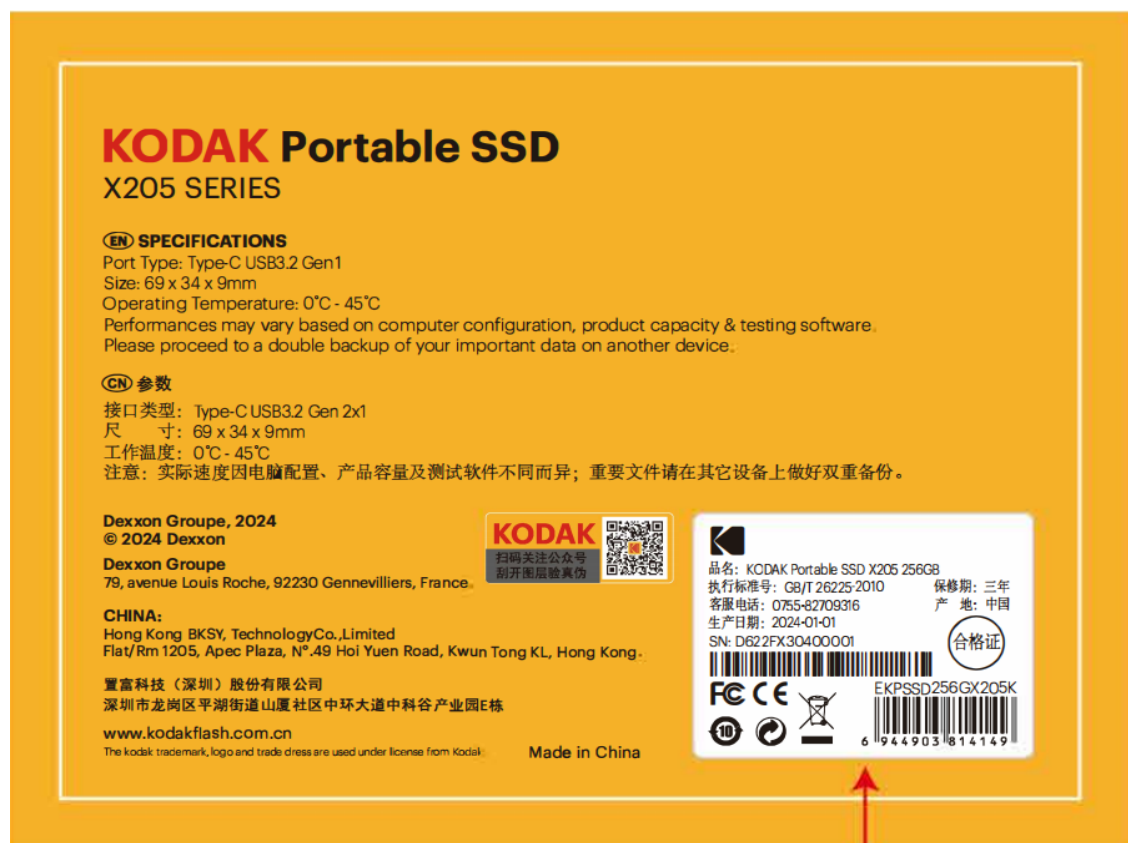 KODAK Portable SSD
X205 SERIES
EN SPECIFICATIONS
Port Type: Type-C USB3.2 Gen1
Size: 69 x 34 x 9mm
Operating Temperature: 0°C - 45°C
Performances may vary based on computer configuration, product capacity & testing software.
Please proceed to a double backup of your important data on another device.
CN 参数
接口类型: Type-C USB3.2 Gen 2x1
尺 寸: 69 x 34 x 9mm
工作温度: 0°C - 45°C
注意: 实际速度因电脑配置、产品容量及测试软件不同而异; 重要文件请在其它设备上做好双重备份。
Dexxon Groupe, 2024
© 2024 Dexxon
Dexxon Groupe
79, avenue Louis Roche, 92230 Gennevilliers, France.
CHINA:
Hong Kong BKSY, TechnologyCo.,Limited
Flat/Rm 1205, Apec Plaza, N°.49 Hoi Yuen Road, Kwun Tong KL, Hong Kong.
置富科技（深圳）股份有限公司
深圳市龙岗区平湖街道山厦社区中环大道中科谷产业园E栋
www.kodakflash.com.cn
The kodak trademark, logo and trade dress are used under license from Kodak.
Made in China
KODAK
扫码关注公众号
刮开图层验真伪
品名: KODAK Portable SSD X205 256GB
执行标准号: GB/T 26225-2010 保修期: 三年
客服电话: 0755-82709316 产 地: 中国
生产日期: 2024-01-01
SN: D622FX30400001
合格证
FC CE
EKPSSD256GX205K
10
6 944903 814149